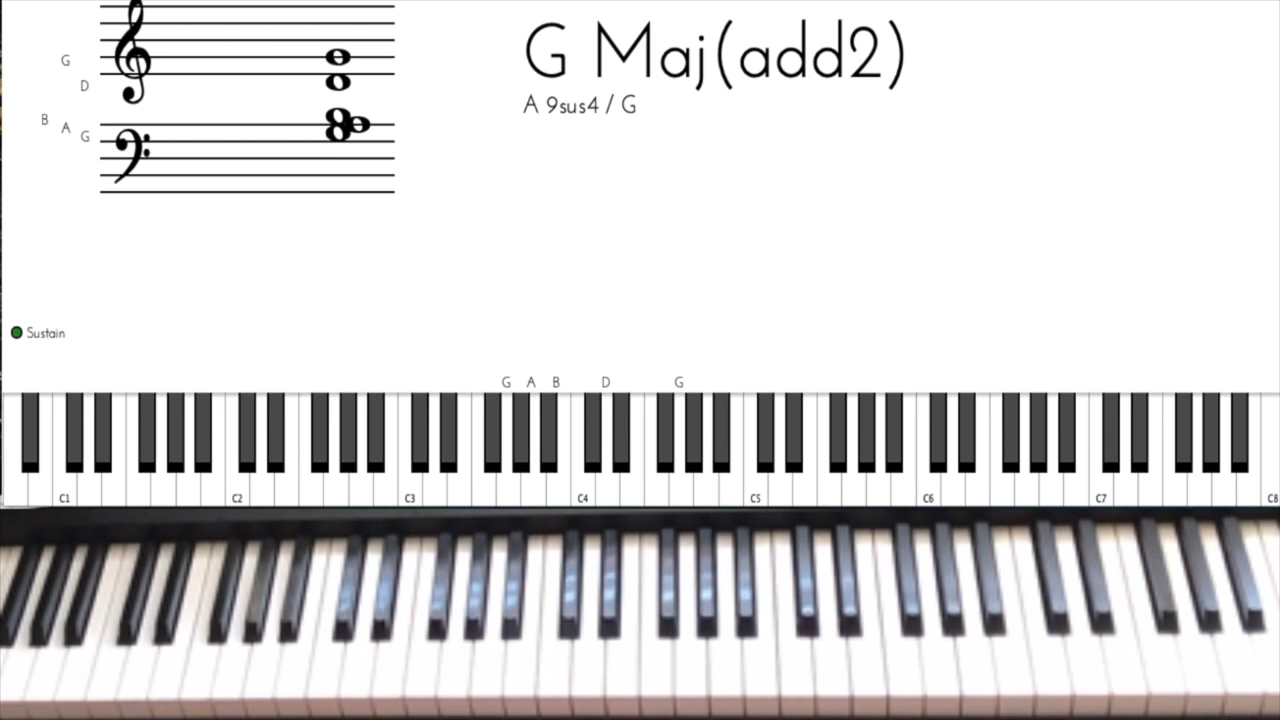 G Maj(add2)
A 9sus4 / G
G
D
B
A
G
Sustain
G A B D G
C1 C2 C3 C4 C5 C6 C7 C8